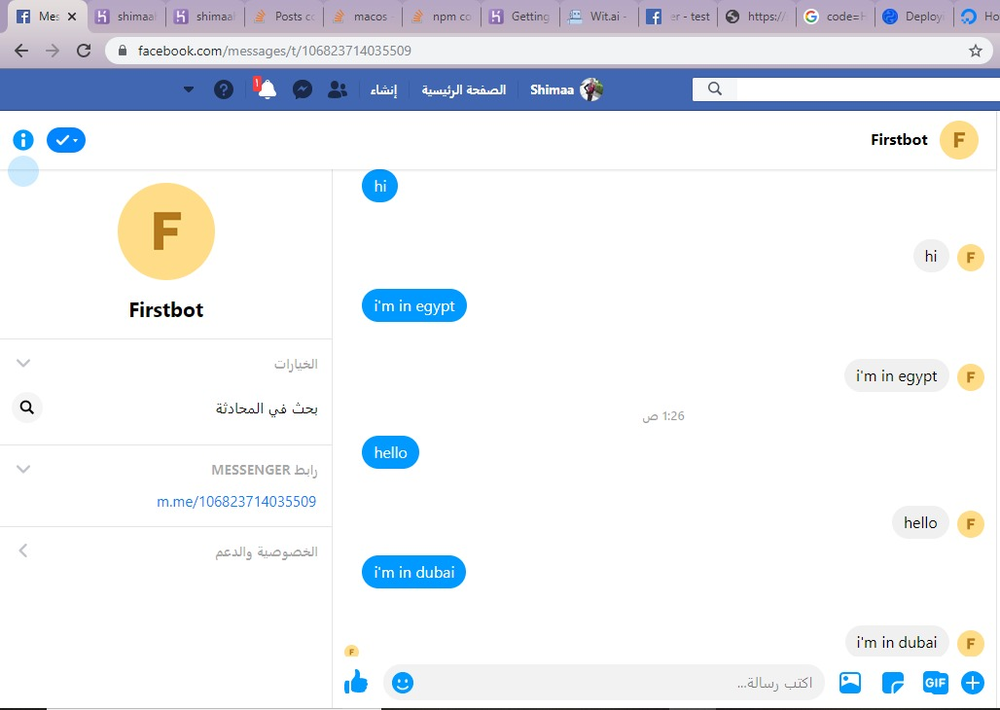 Mes
shimaa
shimaa
Posts co
macos
npm co
Getting
Wit.ai -
er - test
https:/
code=H
Deploy
Ho
facebook.com/messages/t/106823714035509
Shimaa
الصفحة الرئيسية
إنشاء
1
Firstbot
F
F
Firstbot
الخيارات
بحث في المحادثة
رابط MESSENGER
m.me/106823714035509
الخصوصية والدعم
hi
hi
F
i'm in egypt
i'm in egypt
F
1:26 ص
hello
hello
F
i'm in dubai
i'm in dubai
F
F
اكتب رسالة...
GIF